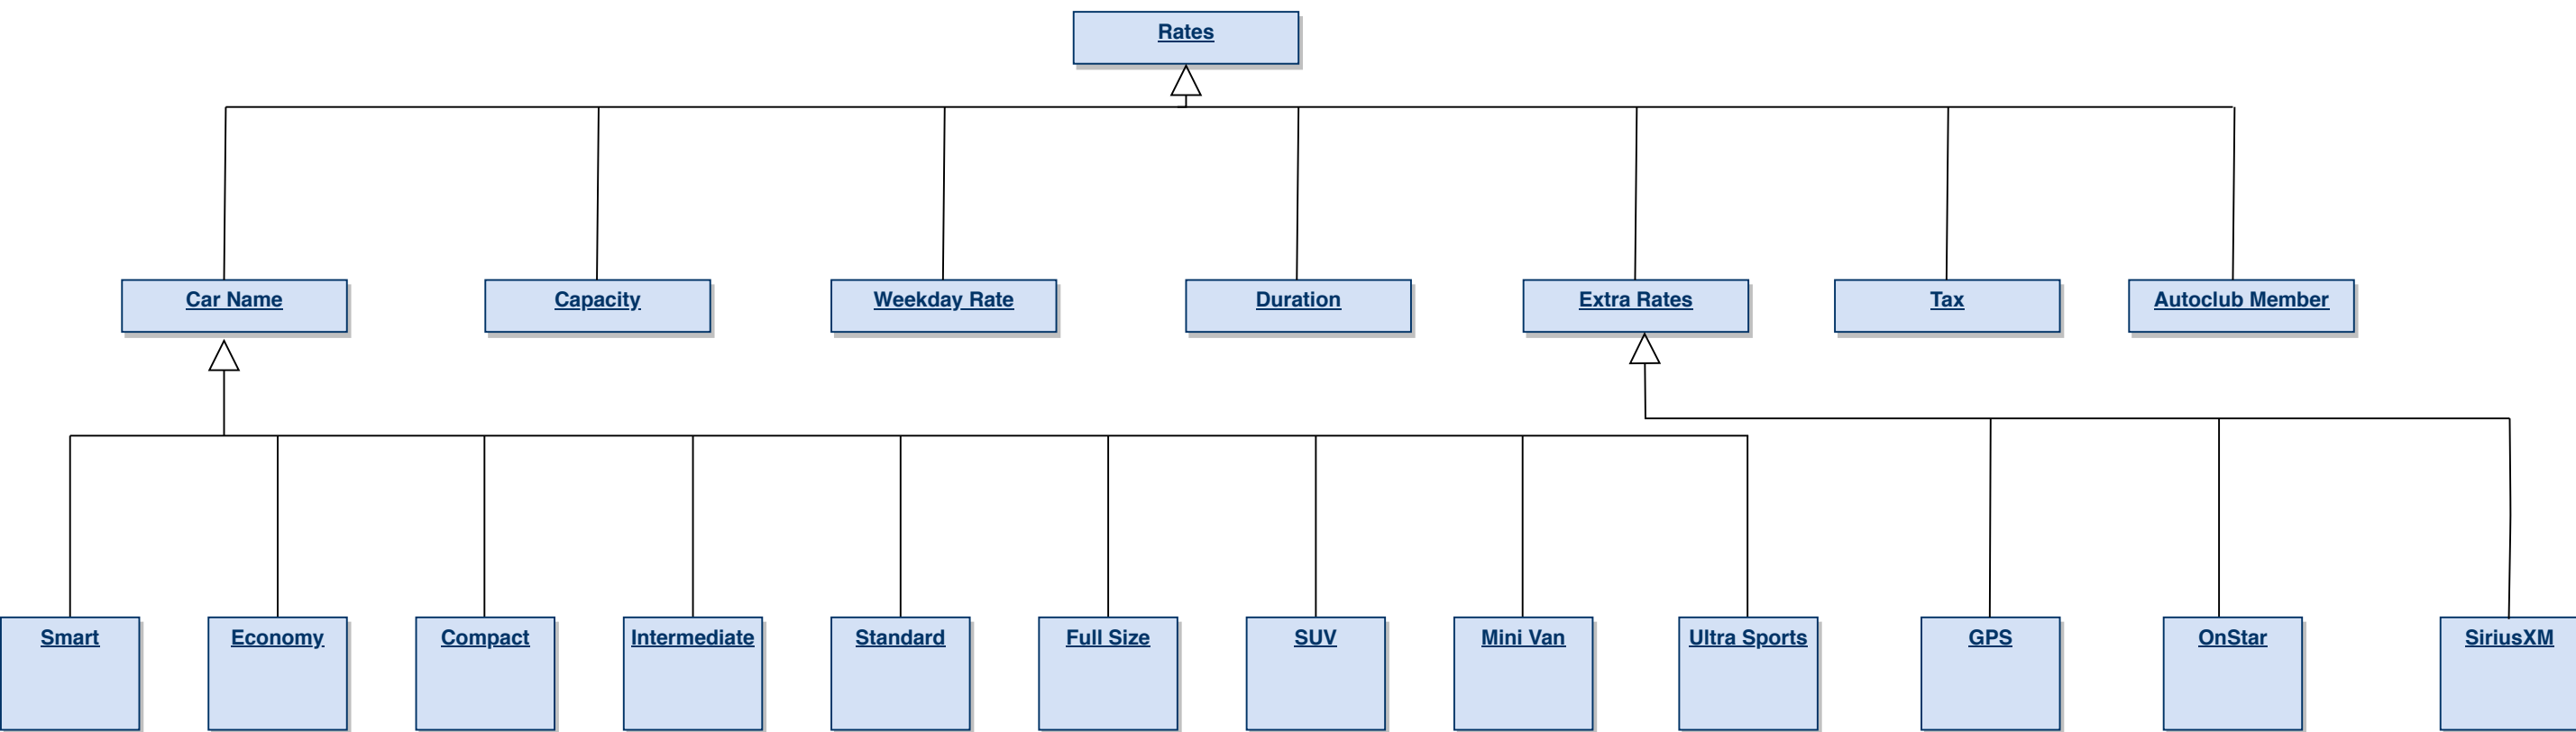 Rates
Car Name
Capacity
Weekday Rate
Duration
Extra Rates
Tax
Autoclub Member
Smart
Economy
Compact
Intermediate
Standard
Full Size
SUV
Mini Van
Ultra Sports
GPS
OnStar
SiriusXM